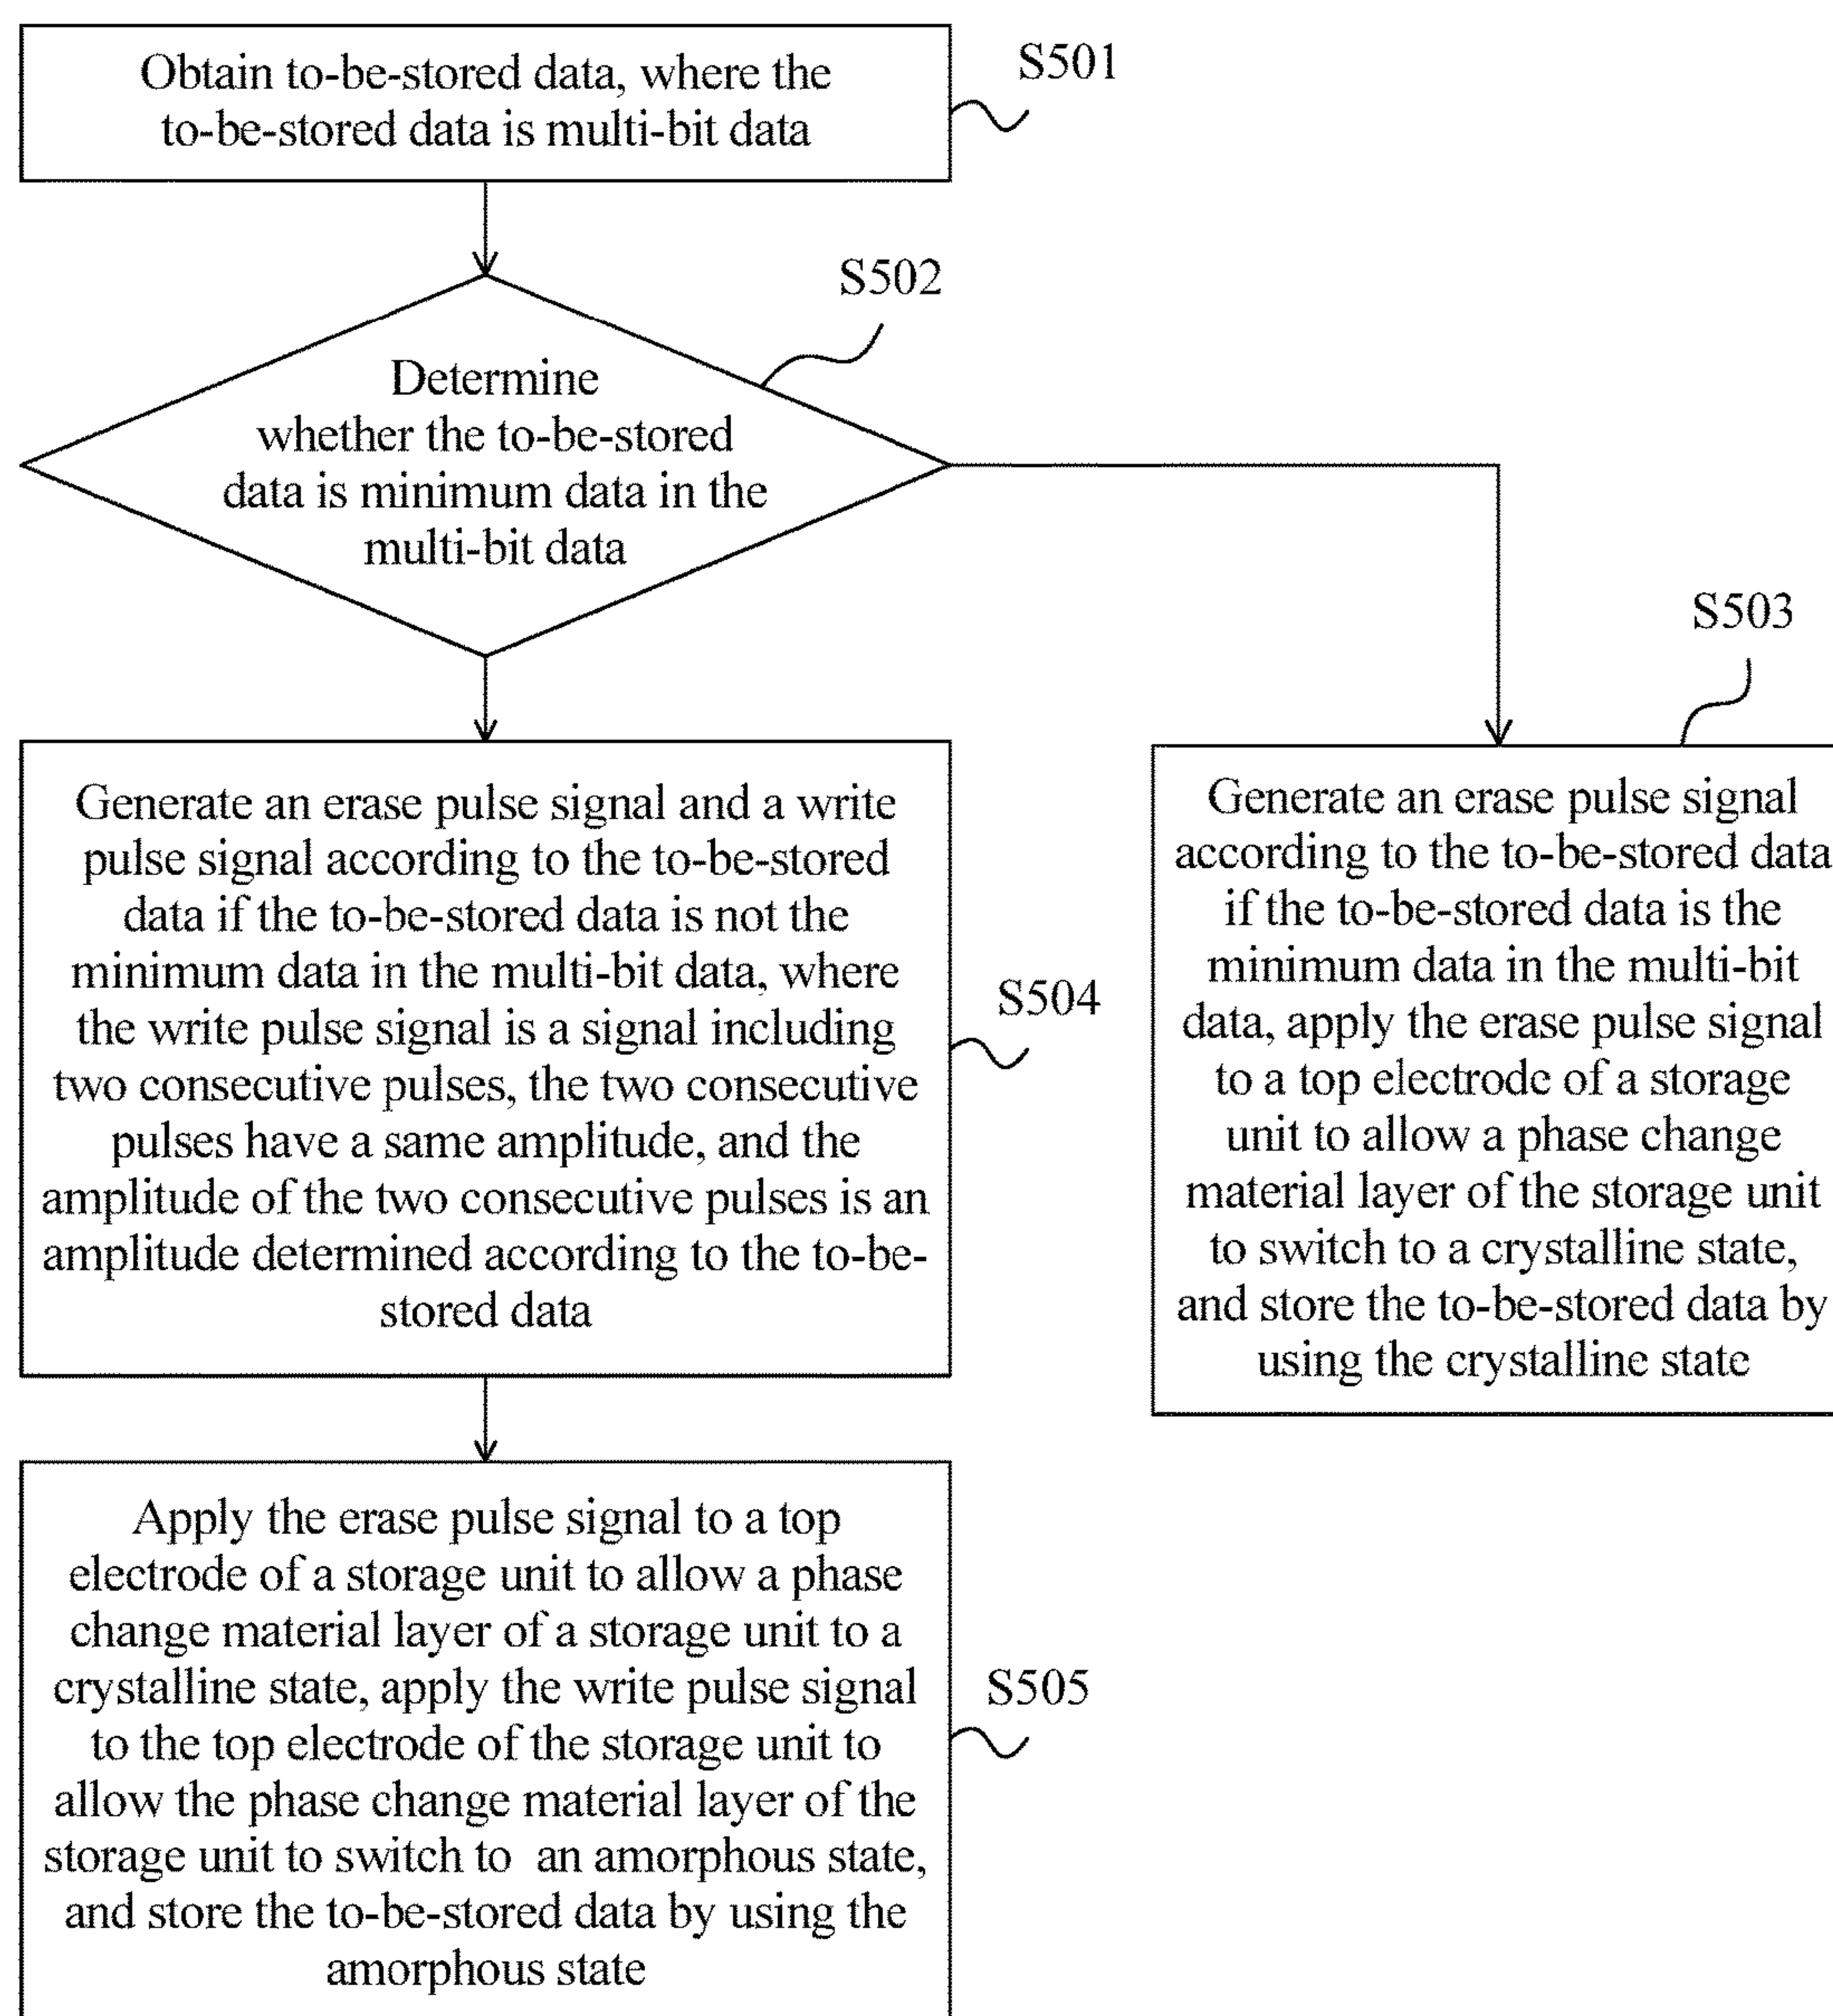 Obtain to-be-stored data, where the
to-be-stored data is multi-bit data
S501
S502
Determine
whether the to-be-stored
data is minimum data in the
multi-bit data
S503
Generate an erase pulse signal
according to the to-be-stored data
if the to-be-stored data is the
minimum data in the multi-bit
data, apply the erase pulse signal
to a top electrode of a storage
unit to allow a phase change
material layer of the storage unit
to switch to a crystalline state,
and store the to-be-stored data by
using the crystalline state
Generate an erase pulse signal and a write
pulse signal according to the to-be-stored
data if the to-be-stored data is not the
minimum data in the multi-bit data, where
the write pulse signal is a signal including
two consecutive pulses, the two consecutive
pulses have a same amplitude, and the
amplitude of the two consecutive pulses is an
amplitude determined according to the to-be-
stored data
S504
Apply the erase pulse signal to a top
electrode of a storage unit to allow a phase
change material layer of a storage unit to a
crystalline state, apply the write pulse signal
to the top electrode of the storage unit to
allow the phase change material layer of the
storage unit to switch to an amorphous state,
and store the to-be-stored data by using the
amorphous state
S505